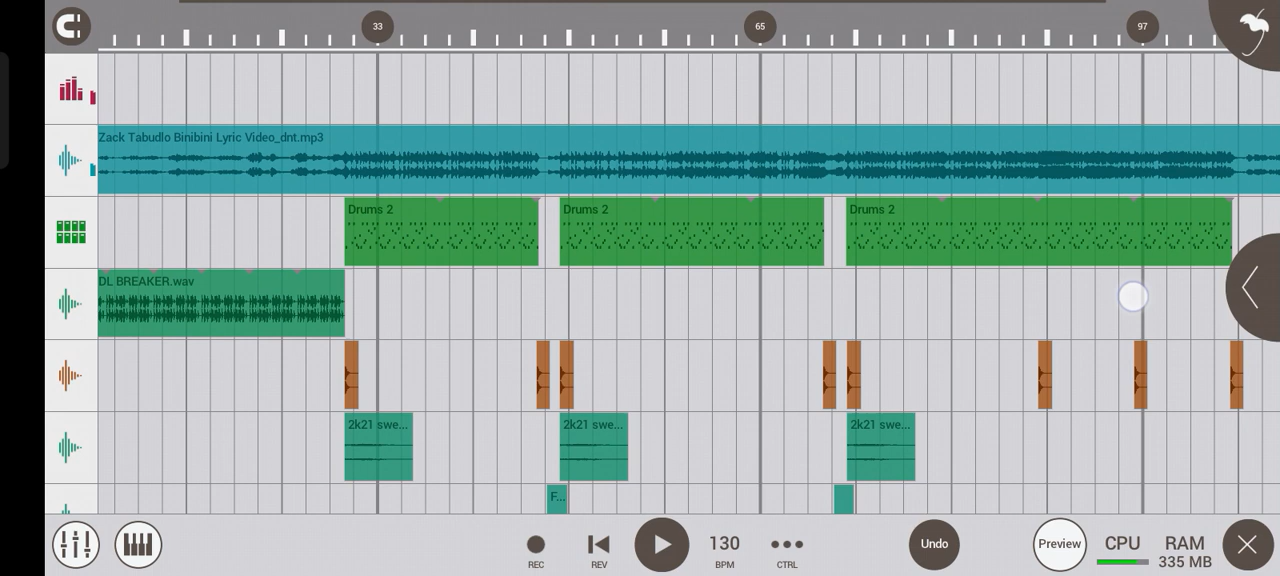 33
65
97
Zack Tabudlo Binibini Lyric Video_dnt.mp3
Drums 2
Drums 2
Drums 2
DL BREAKER.wav
2k21 swe...
2k21 swe...
2k21 swe...
F...
REC
REV
130
BPM
CTRL
Undo
Preview
CPU
RAM
335 MB